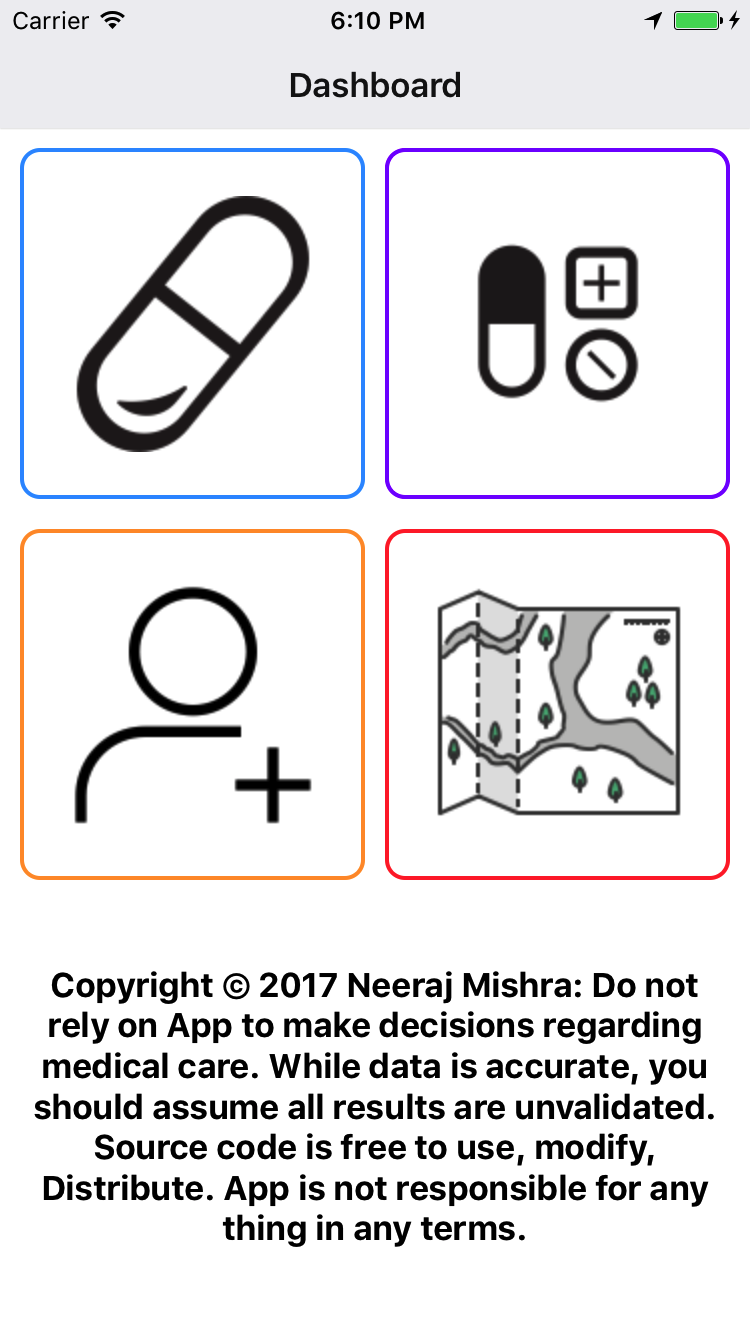 Carrier 6:10 PM
Dashboard
Copyright © 2017 Neeraj Mishra: Do not
rely on App to make decisions regarding
medical care. While data is accurate, you
should assume all results are unvalidated.
Source code is free to use, modify,
Distribute. App is not responsible for any
thing in any terms.